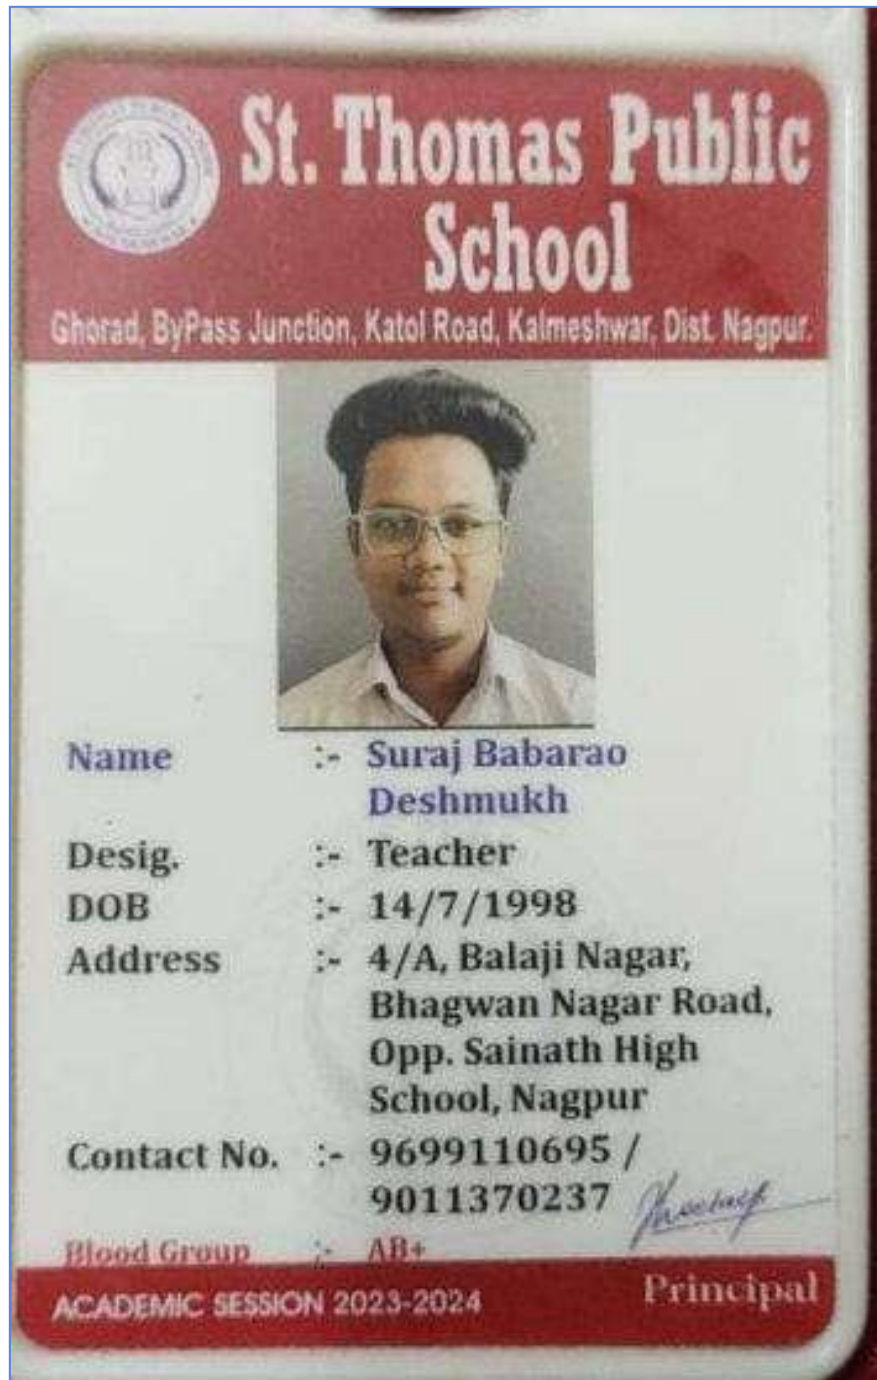 St. Thomas Public
School
Ghorad, ByPass Junction, Katol Road, Kalmeshwar, Dist. Nagpur.
Name :- Suraj Babarao
Deshmukh
Desig. :- Teacher
DOB :- 14/7/1998
Address :- 4/A, Balaji Nagar,
Bhagwan Nagar Road,
Opp. Sainath High
School, Nagpur
Contact No. :- 9699110695 /
9011370237
Blood Group :- AB+
Principal
ACADEMIC SESSION 2023-2024